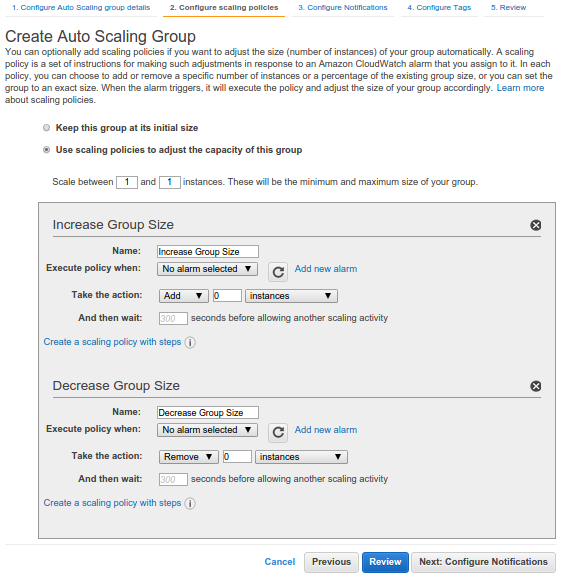 1. Configure Auto Scaling group details 2. Configure scaling policies 3. Configure Notifications 4. Configure Tags 5. Review
Create Auto Scaling Group
You can optionally add scaling policies if you want to adjust the size (number of instances) of your group automatically. A scaling
policy is a set of instructions for making such adjustments in response to an Amazon CloudWatch alarm that you assign to it. In each
policy, you can choose to add or remove a specific number of instances or a percentage of the existing group size, or you can set the
group to an exact size. When the alarm triggers, it will execute the policy and adjust the size of your group accordingly. Learn more
about scaling policies.
Keep this group at its initial size
Use scaling policies to adjust the capacity of this group
Scale between 1 and 1 instances. These will be the minimum and maximum size of your group.
Increase Group Size
Name: Increase Group Size
Execute policy when: No alarm selected Add new alarm
Take the action: Add 0 instances
And then wait: 300 seconds before allowing another scaling activity
Create a scaling policy with steps i
Decrease Group Size
Name: Decrease Group Size
Execute policy when: No alarm selected Add new alarm
Take the action: Remove 0 instances
And then wait: 300 seconds before allowing another scaling activity
Create a scaling policy with steps i
Cancel Previous Review Next: Configure Notifications